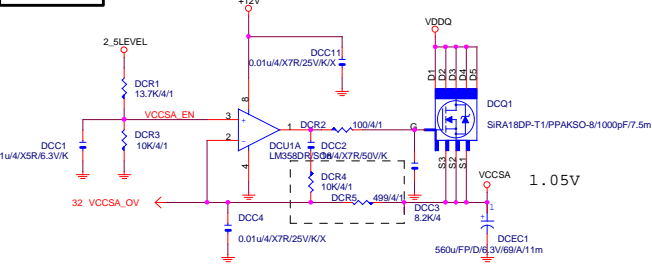 +12V
VDDQ
2_5LEVEL
DCC11
0.01u/4/X7R/25V/K/X
D1
D2
D3
D4
D5
DCR1
13.7K/4/1
8
DCQ1
SiRA18DP-T1/PPAKSO-8/1000pF/7.5m
VCCSA_EN
3
1
DCR2
100/4/1
G
2
DCC1
1u/4/X5R/6.3V/K
DCR3
10K/4/1
DCU1A
LM358DR/SO8
DCC2
/4/X7R/50V/K
4
S3
S2
S1
VCCSA
1.05V
DCR4
10K/4/1
32 VCCSA_OV
DCR5
499/4/1
DCC3
8.2K/4
1
DCC4
0.01u/4/X7R/25V/K/X
DCEC1
560u/FP/D/6.3V/69/A/11m